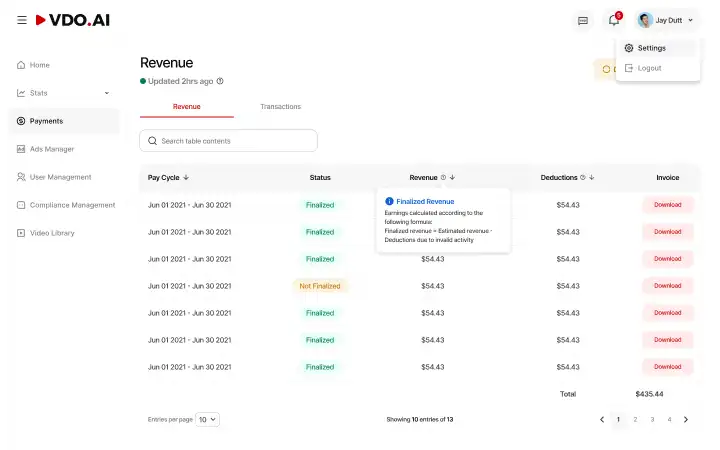 VDO.AI
5
Jay Dutt
Settings
Logout
Home
Stats
Payments
Ads Manager
User Management
Compliance Management
Video Library
Revenue
Updated 2hrs ago
Revenue Transactions
Search table contents
Pay Cycle Status Revenue Deductions Invoice
Jun 01 2021 - Jun 30 2021 Finalized $54.43 Download
Jun 01 2021 - Jun 30 2021 Finalized $54.43 Download
Jun 01 2021 - Jun 30 2021 Finalized $54.43 $54.43 Download
Jun 01 2021 - Jun 30 2021 Not Finalized $54.43 $54.43 Download
Jun 01 2021 - Jun 30 2021 Finalized $54.43 $54.43 Download
Jun 01 2021 - Jun 30 2021 Finalized $54.43 $54.43 Download
Jun 01 2021 - Jun 30 2021 Finalized $54.43 $54.43 Download
Finalized Revenue
Earnings calculated according to the
following formula:
Finalized revenue = Estimated revenue -
Deductions due to invalid activity
Total $435.44
Entries per page 10
Showing 10 entries of 13
1 2 3 4